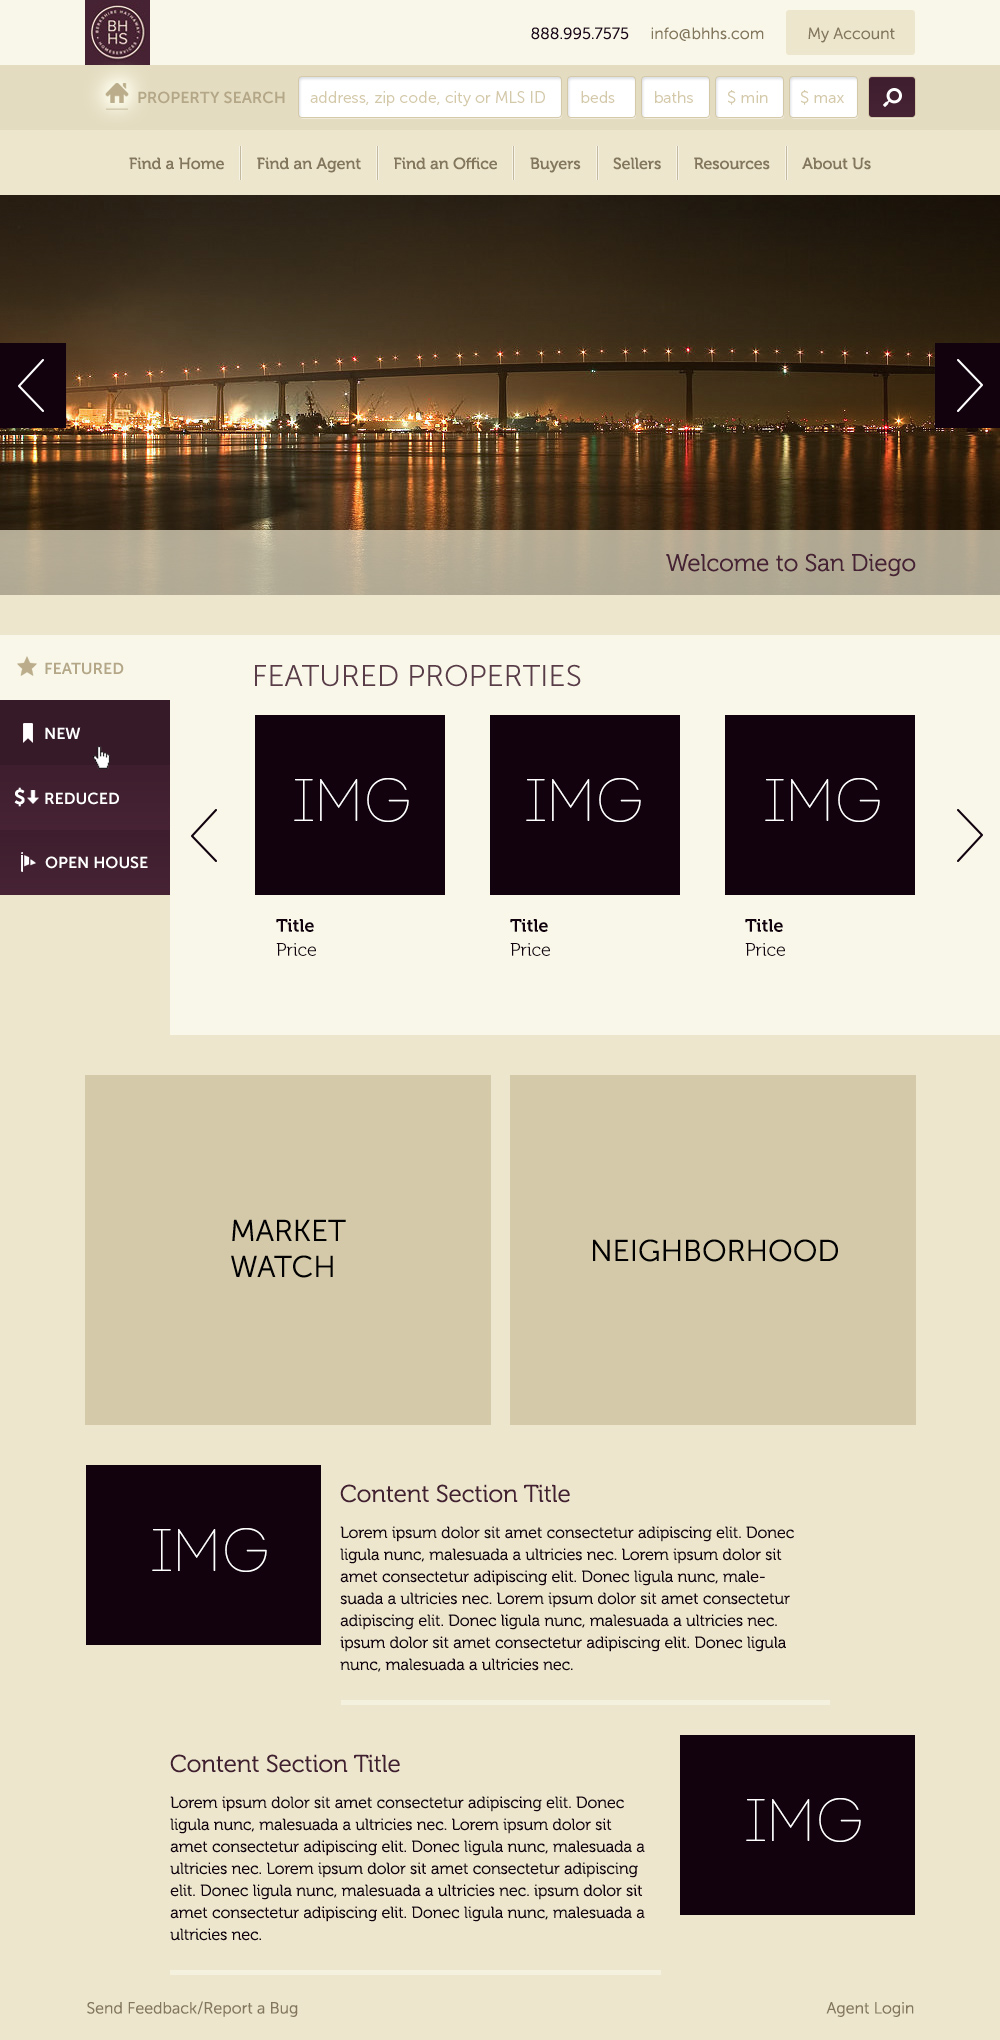 BERKSHIRE HATHAWAY
BH
HS
HOMESERVICES
888.995.7575 info@bhhs.com My Account
PROPERTY SEARCH address, zip code, city or MLS ID beds baths $ min $ max
Find a Home Find an Agent Find an Office Buyers Sellers Resources About Us
Welcome to San Diego
FEATURED
NEW
$ REDUCED
OPEN HOUSE
FEATURED PROPERTIES
IMG IMG IMG
Title Title Title
Price Price Price
MARKET
WATCH
NEIGHBORHOOD
IMG
Content Section Title
Lorem ipsum dolor sit amet consectetur adipiscing elit. Donec
ligula nunc, malesuada a ultricies nec. Lorem ipsum dolor sit
amet consectetur adipiscing elit. Donec ligula nunc, male-
suada a ultricies nec. Lorem ipsum dolor sit amet consectetur
adipiscing elit. Donec ligula nunc, malesuada a ultricies nec.
ipsum dolor sit amet consectetur adipiscing elit. Donec ligula
nunc, malesuada a ultricies nec.
Content Section Title
Lorem ipsum dolor sit amet consectetur adipiscing elit. Donec
ligula nunc, malesuada a ultricies nec. Lorem ipsum dolor sit
amet consectetur adipiscing elit. Donec ligula nunc, malesuada a
ultricies nec. Lorem ipsum dolor sit amet consectetur adipiscing
elit. Donec ligula nunc, malesuada a ultricies nec. ipsum dolor sit
amet consectetur adipiscing elit. Donec ligula nunc, malesuada a
ultricies nec.
IMG
Send Feedback/Report a Bug Agent Login